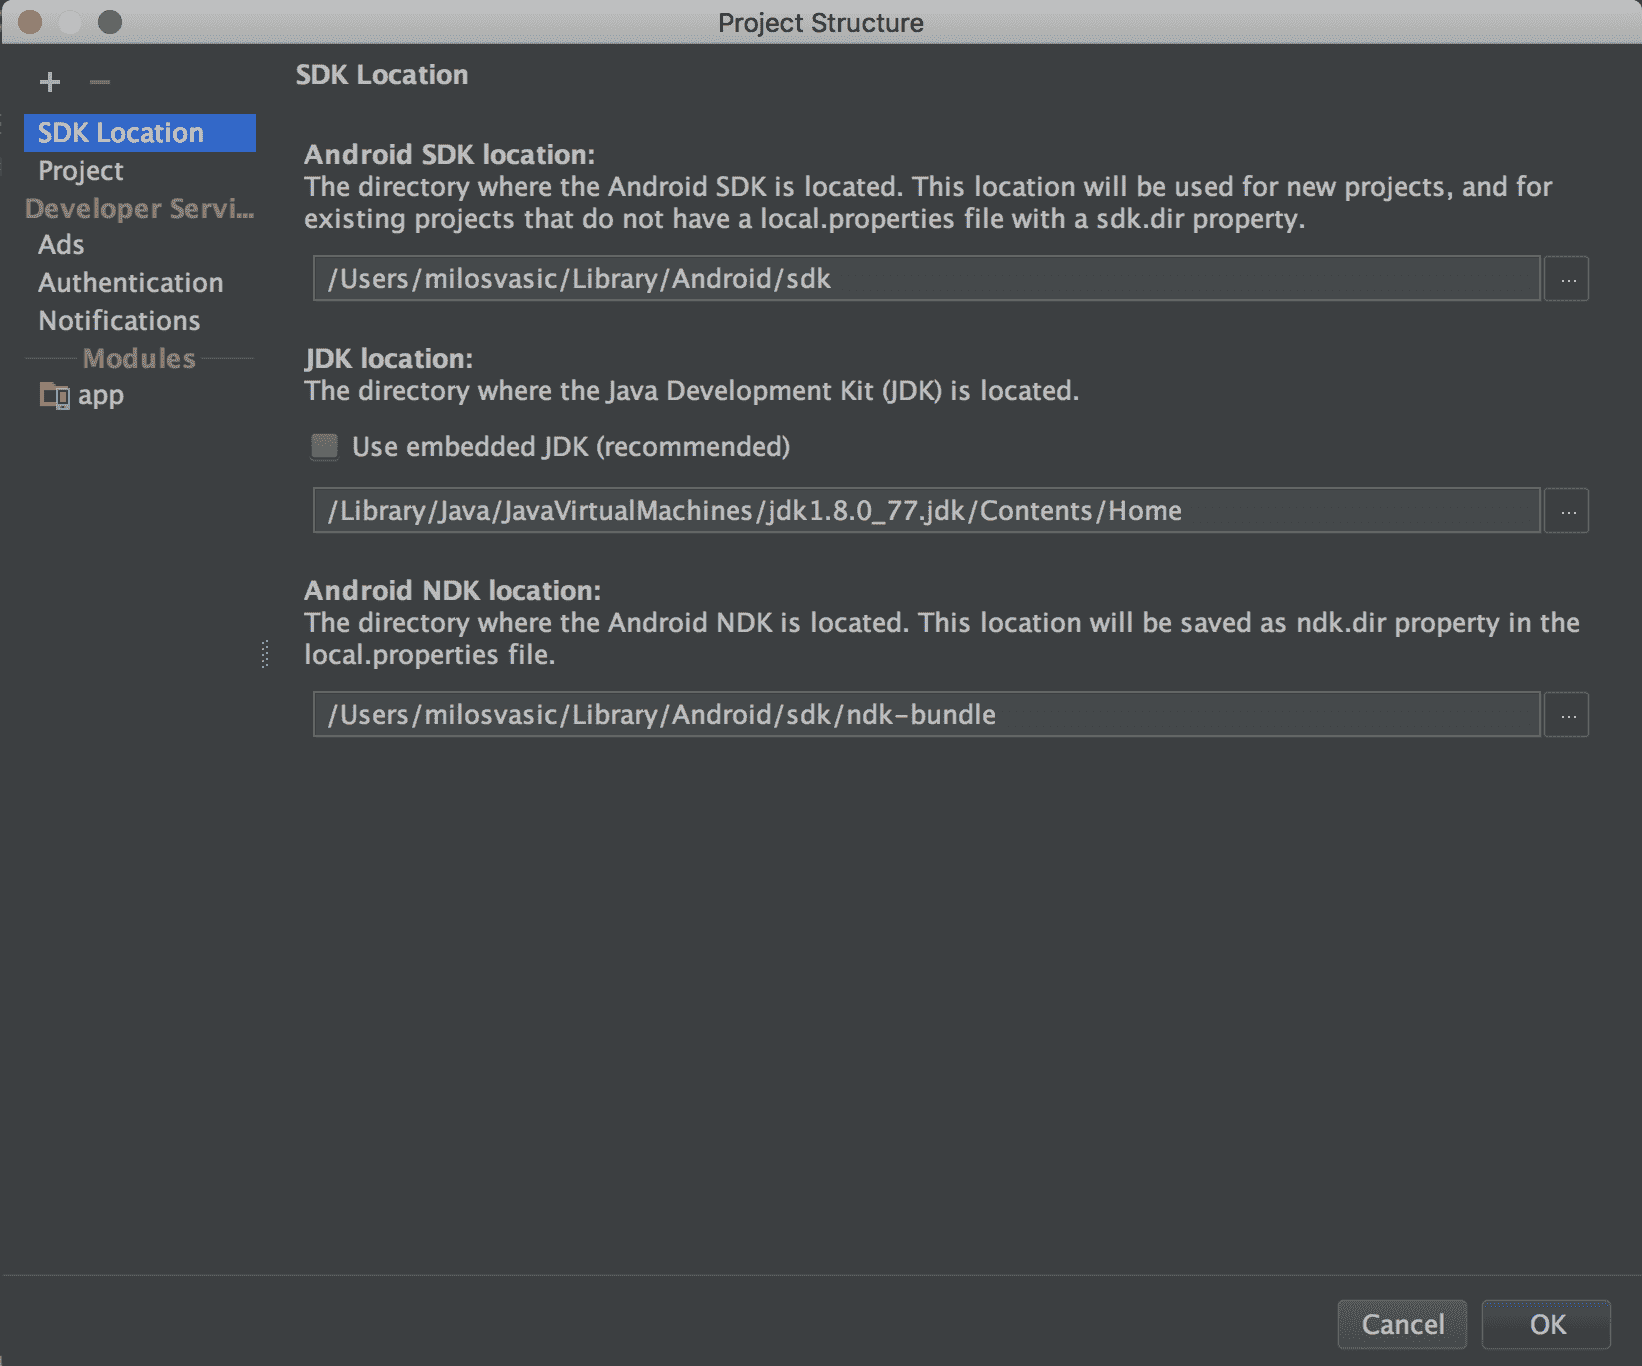 Project Structure
SDK Location
Project
Developer Servi...
Ads
Authentication
Notifications
Modules
app
SDK Location
Android SDK location:
The directory where the Android SDK is located. This location will be used for new projects, and for
existing projects that do not have a local.properties file with a sdk.dir property.
/Users/milosvasic/Library/Android/sdk
...
JDK location:
The directory where the Java Development Kit (JDK) is located.
Use embedded JDK (recommended)
/Library/Java/JavaVirtualMachines/jdk1.8.0_77.jdk/Contents/Home
...
Android NDK location:
The directory where the Android NDK is located. This location will be saved as ndk.dir property in the
local.properties file.
/Users/milosvasic/Library/Android/sdk/ndk-bundle
...
Cancel
OK